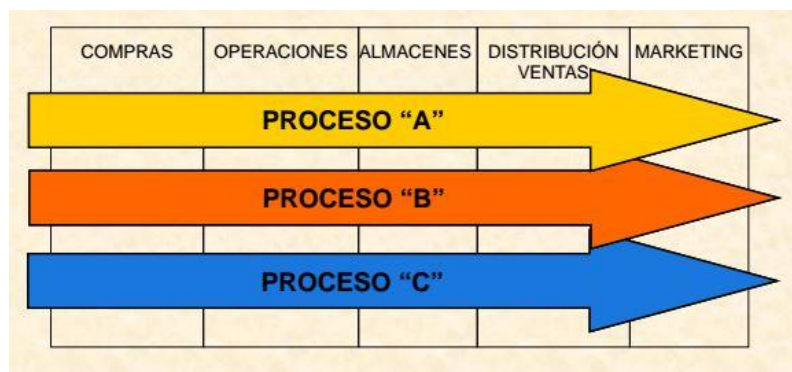 COMPRAS
OPERACIONES
ALMACENES
DISTRIBUCIÓN
VENTAS
MARKETING
PROCESO “A”
PROCESO “B”
PROCESO “C”